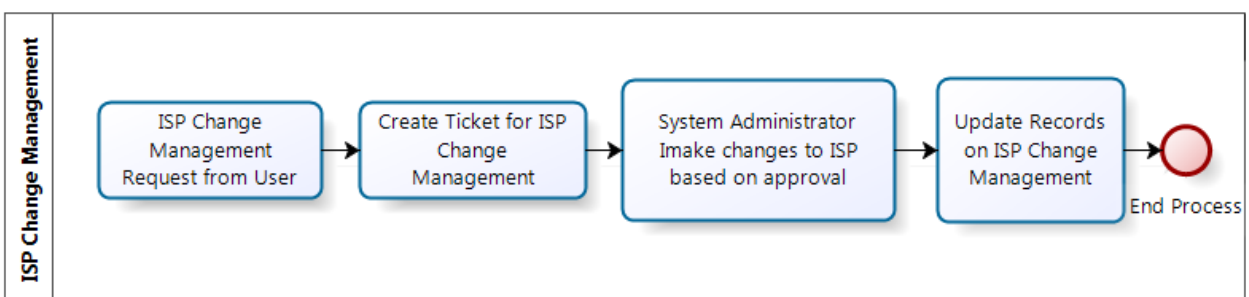 ISP Change Management
ISP Change
Management
Request from User
Create Ticket for ISP
Change
Management
System Administrator
Imake changes to ISP
based on approval
Update Records
on ISP Change
Management
End Process